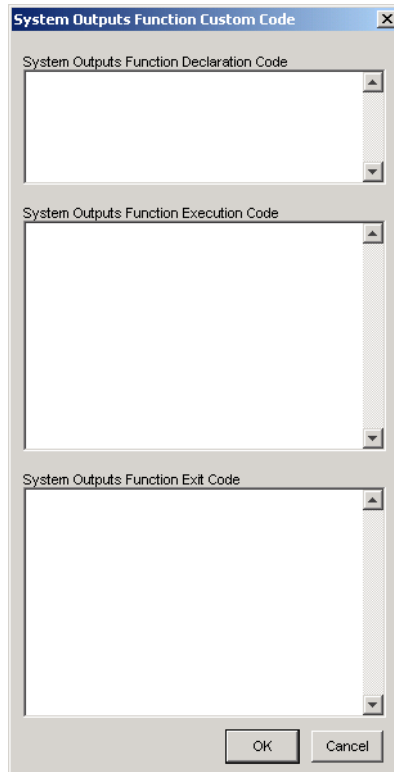 System Outputs Function Custom Code
System Outputs Function Declaration Code
System Outputs Function Execution Code
System Outputs Function Exit Code
OK Cancel